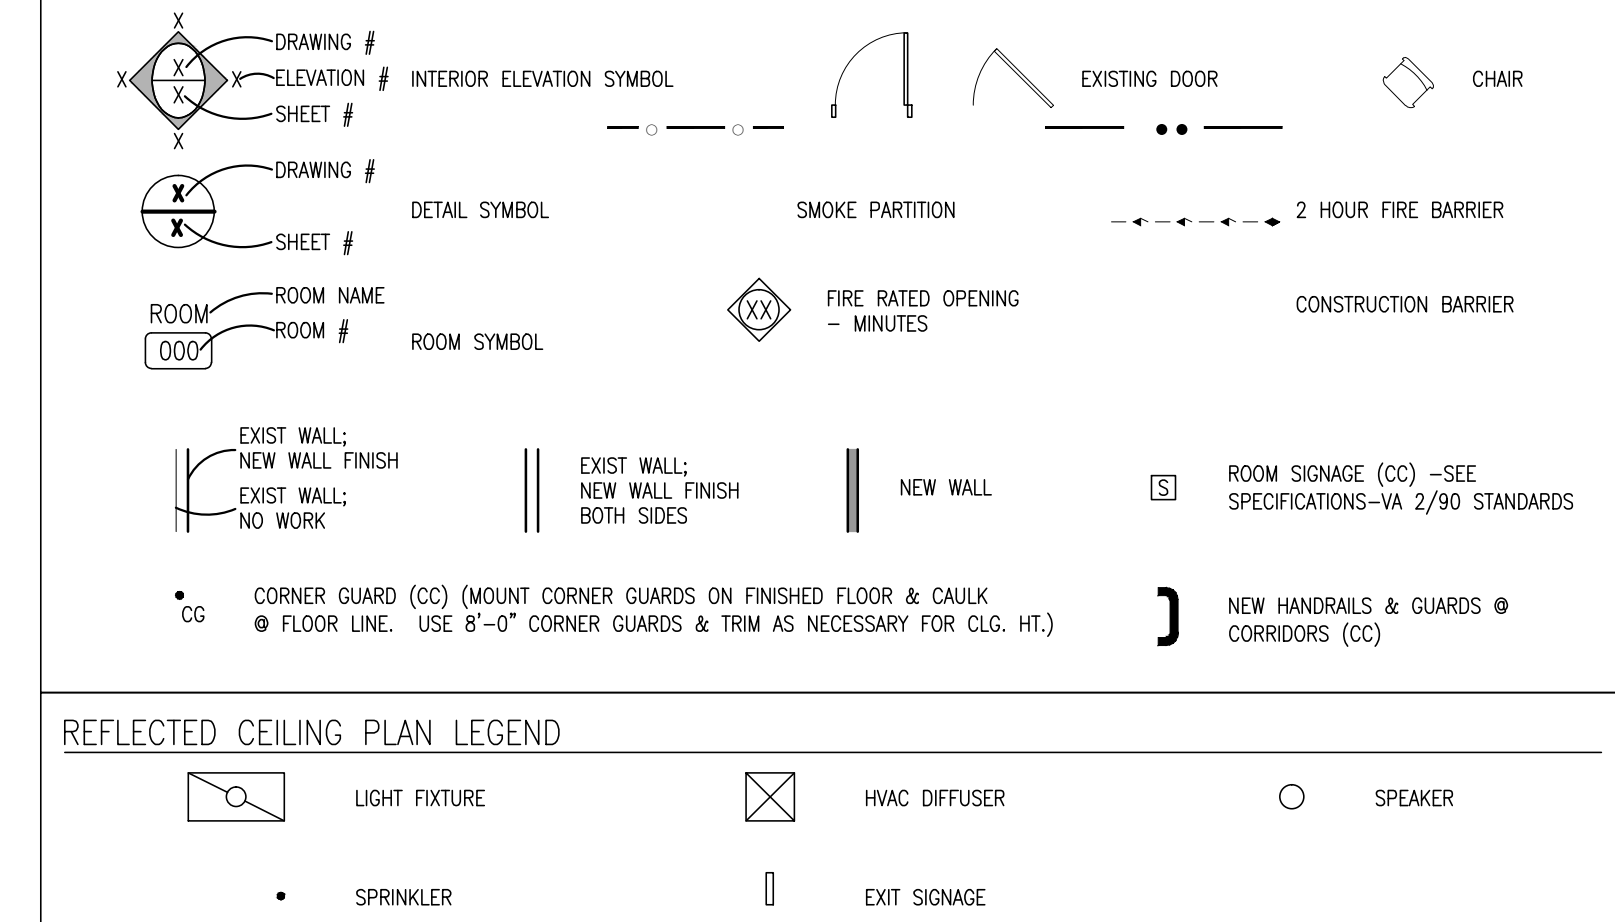 X
DRAWING #
X
X
X
ELEVATION #
INTERIOR ELEVATION SYMBOL
EXISTING DOOR
CHAIR
X
SHEET #
X
DRAWING #
X
DETAIL SYMBOL
SMOKE PARTITION
2 HOUR FIRE BARRIER
X
SHEET #
ROOM NAME
ROOM
ROOM #
000
ROOM SYMBOL
XX
FIRE RATED OPENING
- MINUTES
CONSTRUCTION BARRIER
EXIST WALL;
NEW WALL FINISH
EXIST WALL;
NO WORK
EXIST WALL;
NEW WALL FINISH
BOTH SIDES
NEW WALL
S
ROOM SIGNAGE (CC) -SEE
SPECIFICATIONS-VA 2/90 STANDARDS
CG
CORNER GUARD (CC) (MOUNT CORNER GUARDS ON FINISHED FLOOR & CAULK
@ FLOOR LINE. USE 8'-0" CORNER GUARDS & TRIM AS NECESSARY FOR CLG. HT.)
NEW HANDRAILS & GUARDS @
CORRIDORS (CC)
REFLECTED CEILING PLAN LEGEND
LIGHT FIXTURE
HVAC DIFFUSER
SPEAKER
SPRINKLER
EXIT SIGNAGE